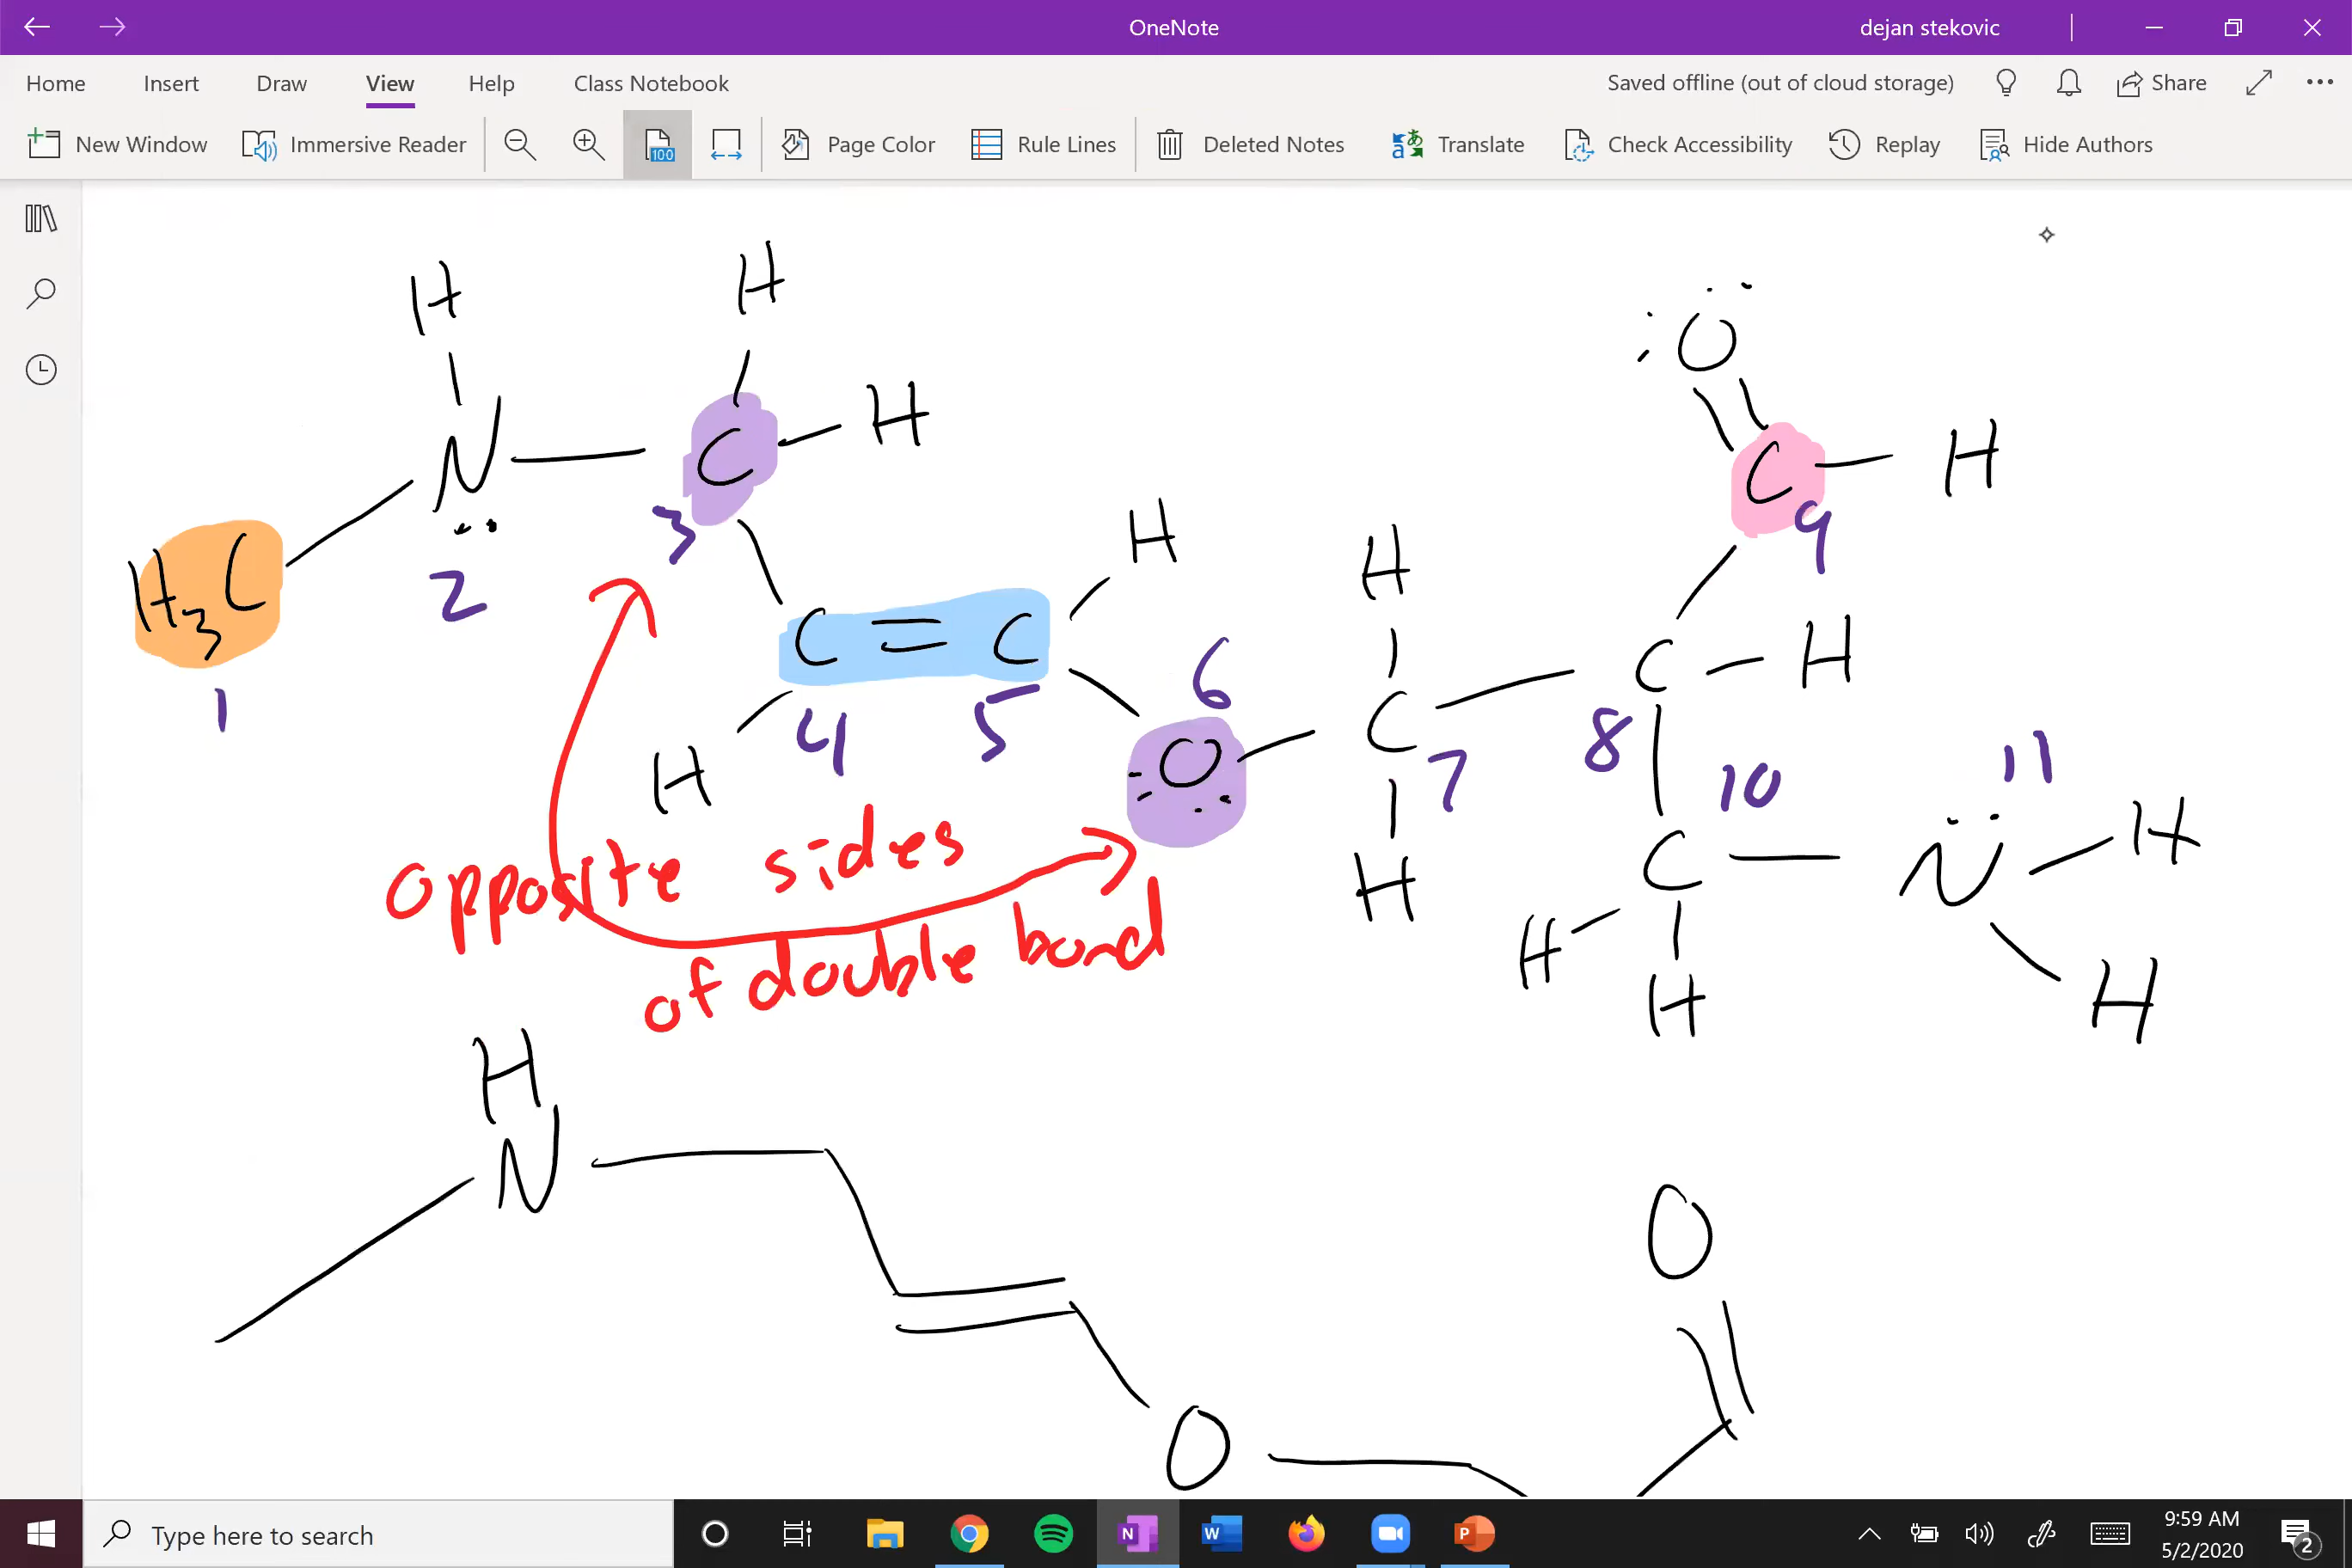 OneNote
dejan stekovic
Home Insert Draw View Help Class Notebook
Saved offline (out of cloud storage) Share
New Window Immersive Reader 100 Page Color Rule Lines Deleted Notes Translate Check Accessibility Replay Hide Authors
H H
O
N C H
C H
3 9
H₃C
2
H
H
C = C
C H
6
1
4 5
8
H
O C
7
10 11
opposite sides
C N H
H
of double bond
H
H H
H
N
O
O
Type here to search
9:59 AM
5/2/2020
2